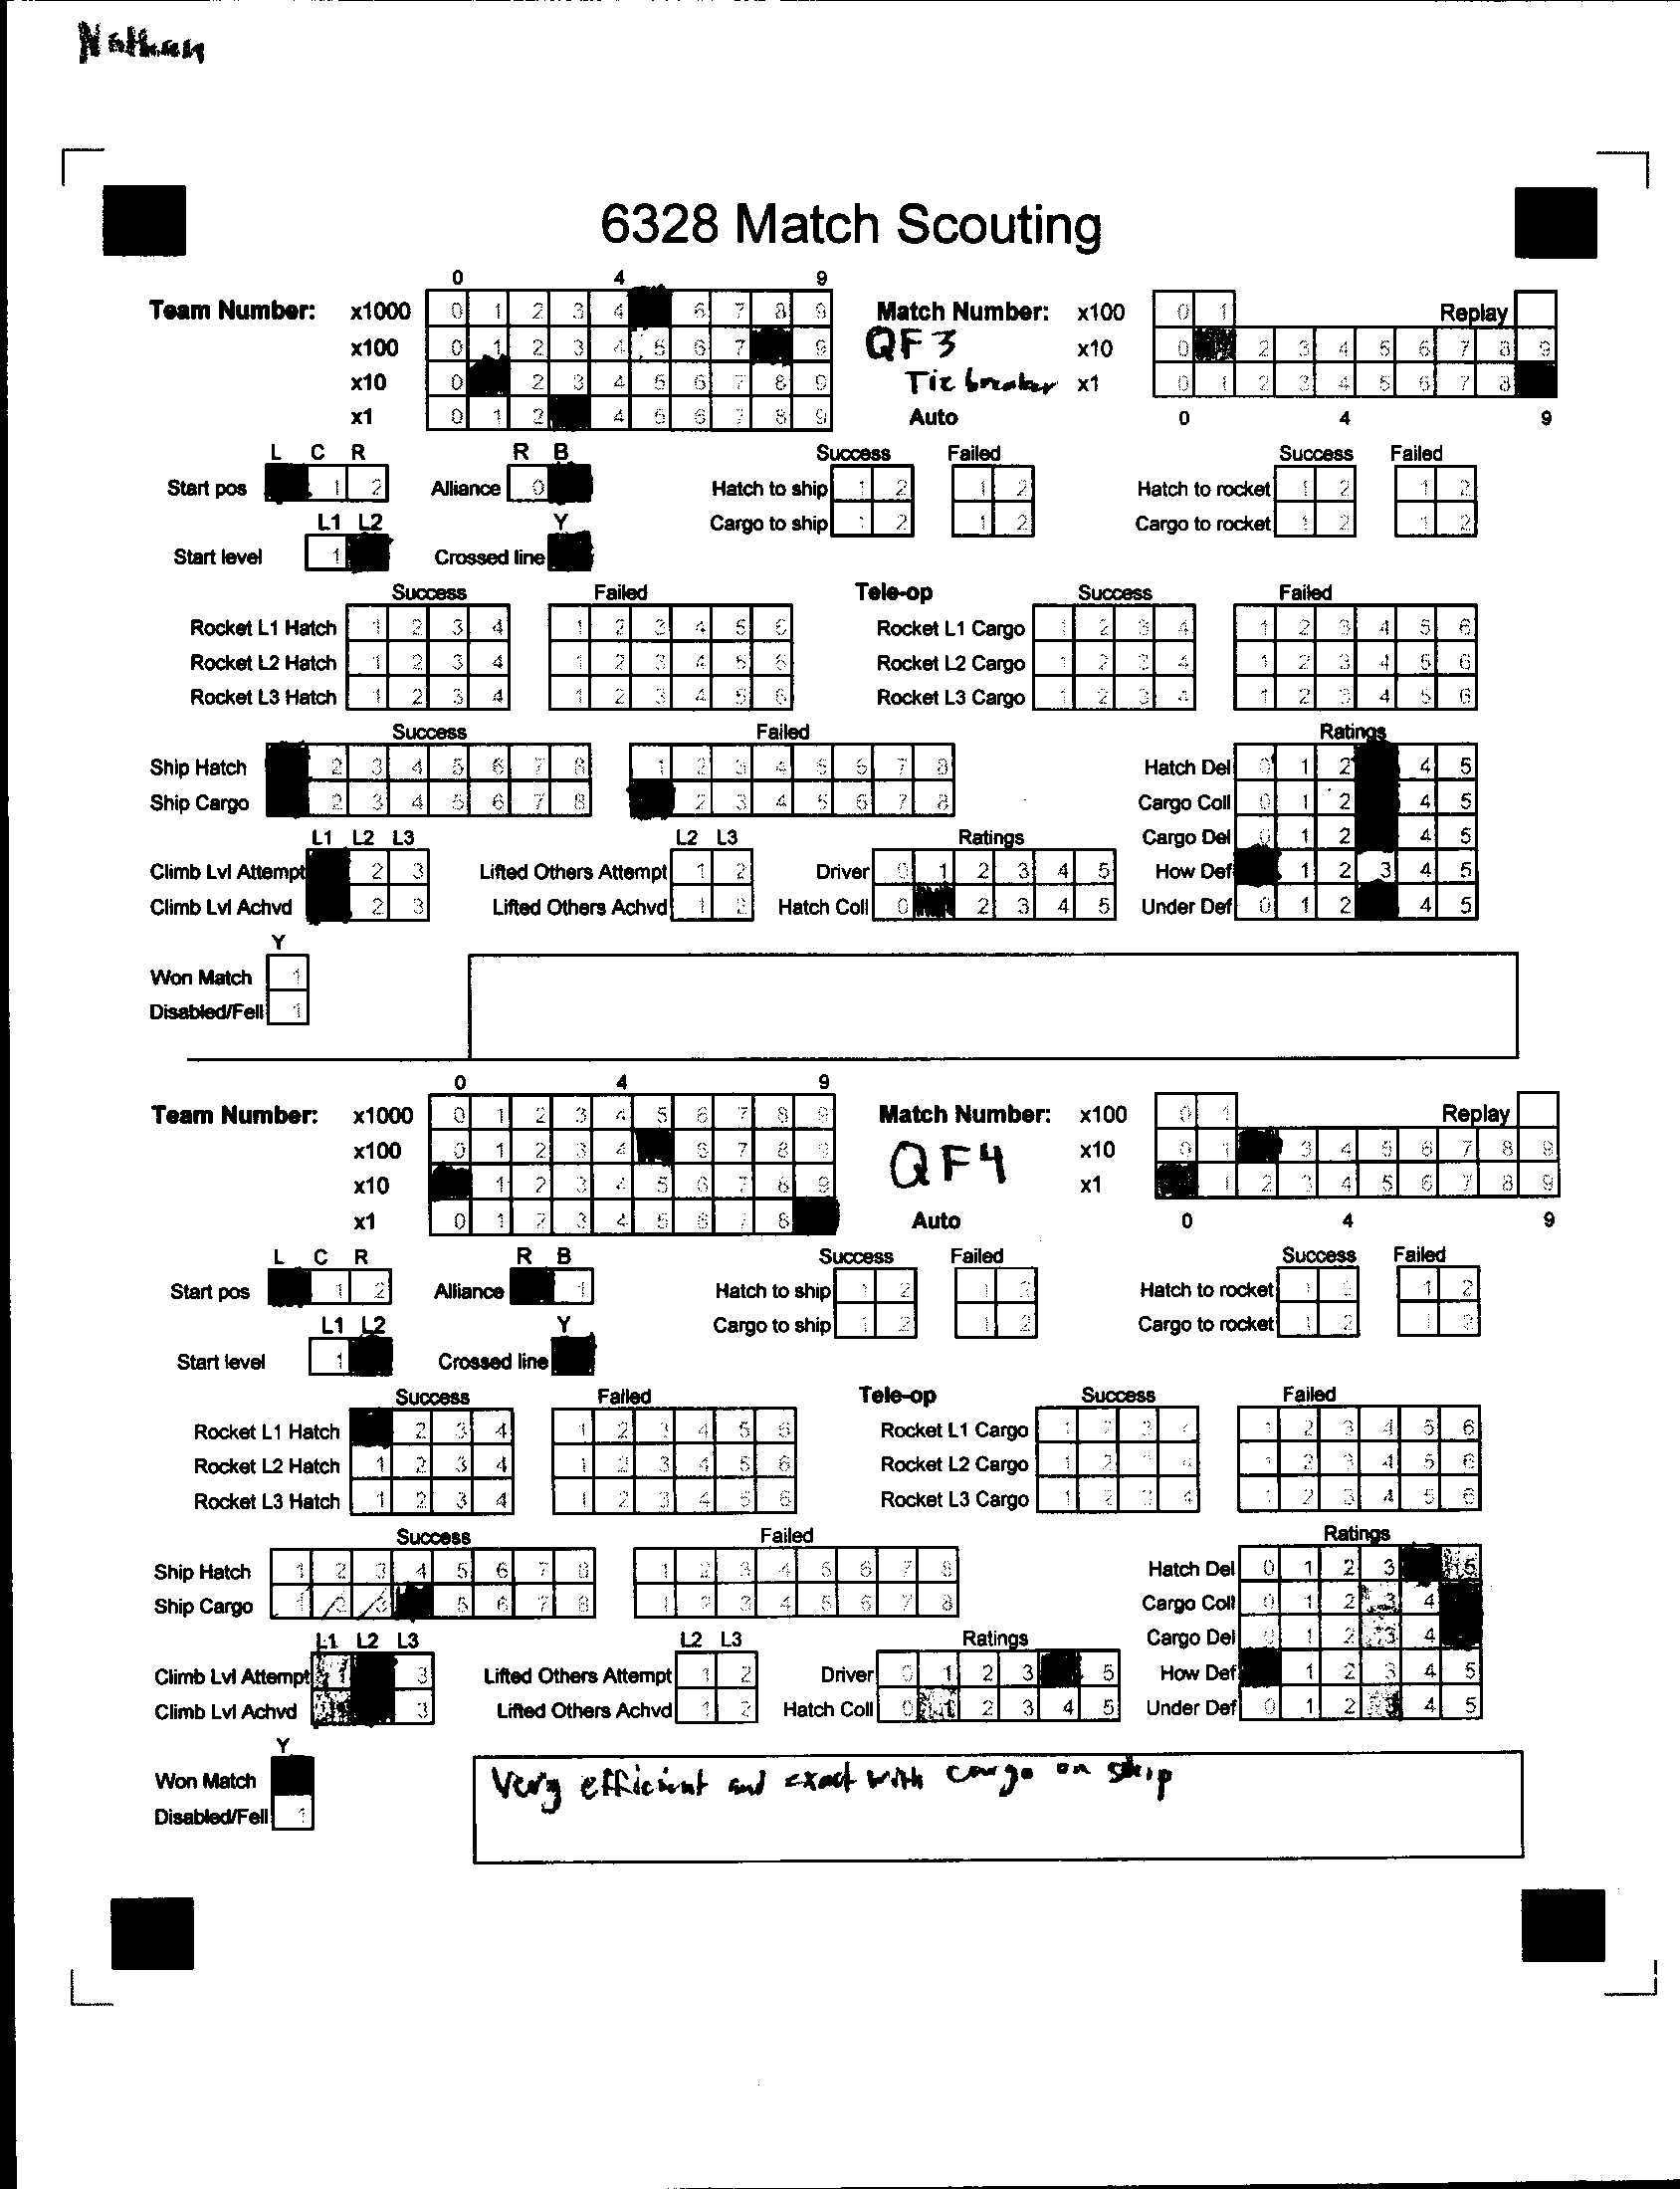 Nathan
6328 Match Scouting
0 4 9
Team Number: x1000 0 1 2 3 4 6 7 8 9 Match Number: x100 0 1 Replay
x100 0 1 2 3 4 5 6 7 9 QF3 x10 0 2 3 4 5 6 7 8 9
x10 0 2 3 4 5 6 7 8 9 Tie breaker x1 0 1 2 3 4 5 6 7 8
x1 0 1 2 4 5 6 7 8 9 Auto 0 4 9
L C R R B Success Failed Success Failed
Start pos 1 2 Alliance 0 Hatch to ship 1 2 1 2 Hatch to rocket 1 2 1 2
L1 L2 Y Cargo to ship 1 2 1 2 Cargo to rocket 1 2 1 2
Start level 1 Crossed line
Success Failed Tele-op Success Failed
Rocket L1 Hatch 1 2 3 4 1 2 3 4 5 6 Rocket L1 Cargo 1 2 3 4 1 2 3 4 5 6
Rocket L2 Hatch 1 2 3 4 1 2 3 4 5 6 Rocket L2 Cargo 1 2 3 4 1 2 3 4 5 6
Rocket L3 Hatch 1 2 3 4 1 2 3 4 5 6 Rocket L3 Cargo 1 2 3 4 1 2 3 4 5 6
Success Failed Ratings
Ship Hatch 2 3 4 5 6 7 8 1 2 3 4 5 6 7 8 Hatch Del 0 1 2 4 5
Ship Cargo 2 3 4 5 6 7 8 2 3 4 5 6 7 8 Cargo Coll 0 1 2 4 5
L1 L2 L3 L2 L3 Ratings Cargo Del 0 1 2 4 5
Climb Lvl Attempt 2 3 Lifted Others Attempt 1 2 Driver 0 1 2 3 4 5 How Def 1 2 3 4 5
Climb Lvl Achvd 2 3 Lifted Others Achvd 1 2 Hatch Coll 0 2 3 4 5 Under Def 0 1 2 4 5
Y
Won Match 1
Disabled/Fell 1
0 4 9
Team Number: x1000 0 1 2 3 4 5 6 7 8 9 Match Number: x100 0 1 Replay
x100 0 1 2 3 4 6 7 8 9 QF4 x10 0 1 3 4 5 6 7 8 9
x10 1 2 3 4 5 6 7 8 9 x1 1 2 3 4 5 6 7 8 9
x1 0 1 2 3 4 5 6 7 8 Auto 0 4 9
L C R R B Success Failed Success Failed
Start pos 1 2 Alliance 1 Hatch to ship 1 2 1 2 Hatch to rocket 1 2 1 2
L1 L2 Y Cargo to ship 1 2 1 2 Cargo to rocket 1 2 1 2
Start level 1 Crossed line
Success Failed Tele-op Success Failed
Rocket L1 Hatch 2 3 4 1 2 3 4 5 6 Rocket L1 Cargo 1 2 3 4 1 2 3 4 5 6
Rocket L2 Hatch 1 2 3 4 1 2 3 4 5 6 Rocket L2 Cargo 1 2 3 4 1 2 3 4 5 6
Rocket L3 Hatch 1 2 3 4 1 2 3 4 5 6 Rocket L3 Cargo 1 2 3 4 1 2 3 4 5 6
Success Failed Ratings
Ship Hatch 1 2 3 4 5 6 7 8 1 2 3 4 5 6 7 8 Hatch Del 0 1 2 3 5
Ship Cargo 1 2 3 5 6 7 8 1 2 3 4 5 6 7 8 Cargo Coll 0 1 2 3 4
L1 L2 L3 L2 L3 Ratings Cargo Del 0 1 2 3 4
Climb Lvl Attempt 1 3 Lifted Others Attempt 1 2 Driver 0 1 2 3 5 How Def 1 2 3 4 5
Climb Lvl Achvd 1 3 Lifted Others Achvd 1 2 Hatch Coll 0 1 2 3 4 5 Under Def 0 1 2 3 4 5
Y
Won Match
Disabled/Fell 1
Very efficient and exact with cargo on ship